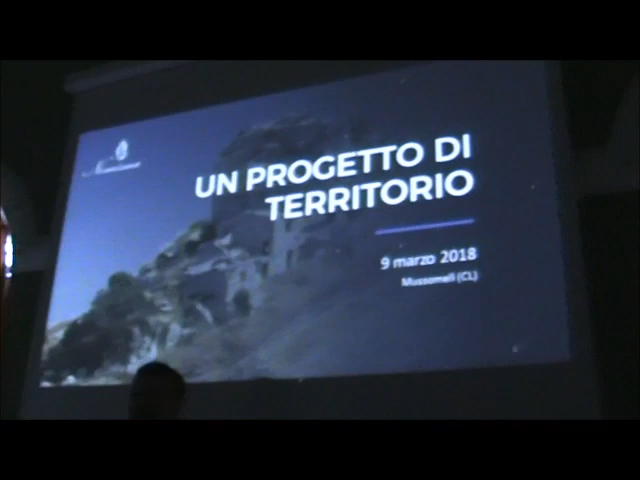 UN PROGETTO DI
TERRITORIO
9 marzo 2018
Mussomeli (CL)